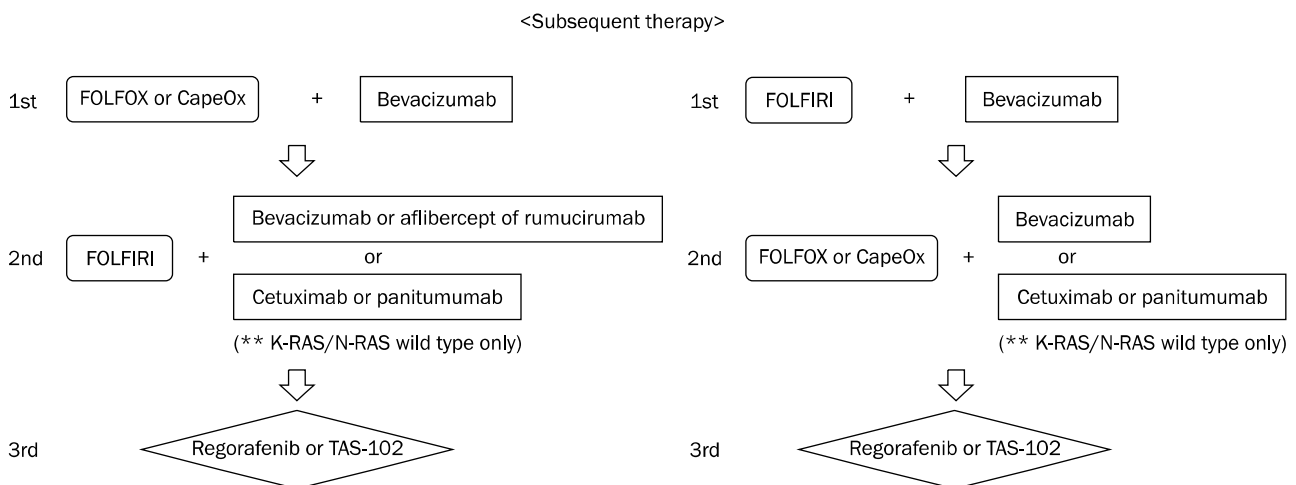 <Subsequent therapy>
1st FOLFOX or CapeOx + Bevacizumab
2nd FOLFIRI + Bevacizumab or aflibercept of rumucirumab
or
Cetuximab or panitumumab
(** K-RAS/N-RAS wild type only)
3rd Regorafenib or TAS-102
1st FOLFIRI + Bevacizumab
2nd FOLFOX or CapeOx + Bevacizumab
or
Cetuximab or panitumumab
(** K-RAS/N-RAS wild type only)
3rd Regorafenib or TAS-102